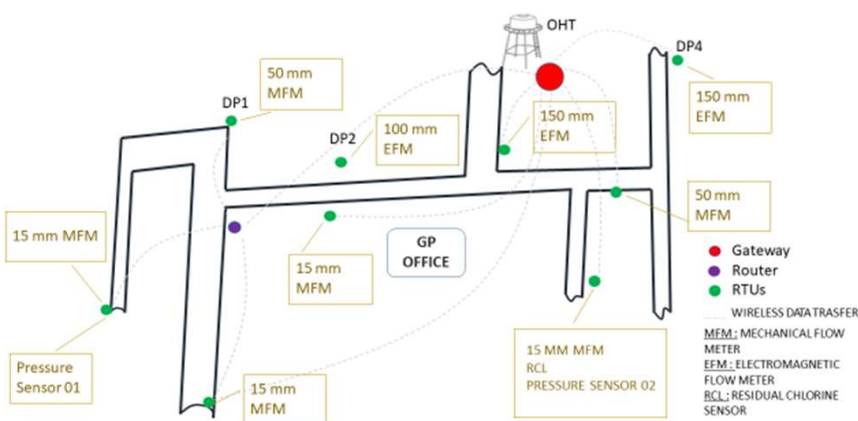 OHT
DP4
50 mm
MFM
DP1
150 mm
EFM
100 mm
EFM
150 mm
EFM
DP2
15 mm MFM
50 mm
MFM
GP
OFFICE
15 mm
MFM
Gateway
Router
RTUs
WIRELESS DATA TRASFER
MFM : MECHANICAL FLOW
METER
EFM : ELECTROMAGNETIC
FLOW METER
RCL : RESIDUAL CHLORINE
SENSOR
15 MM MFM
RCL
PRESSURE SENSOR 02
Pressure
Sensor 01
15 mm
MFM